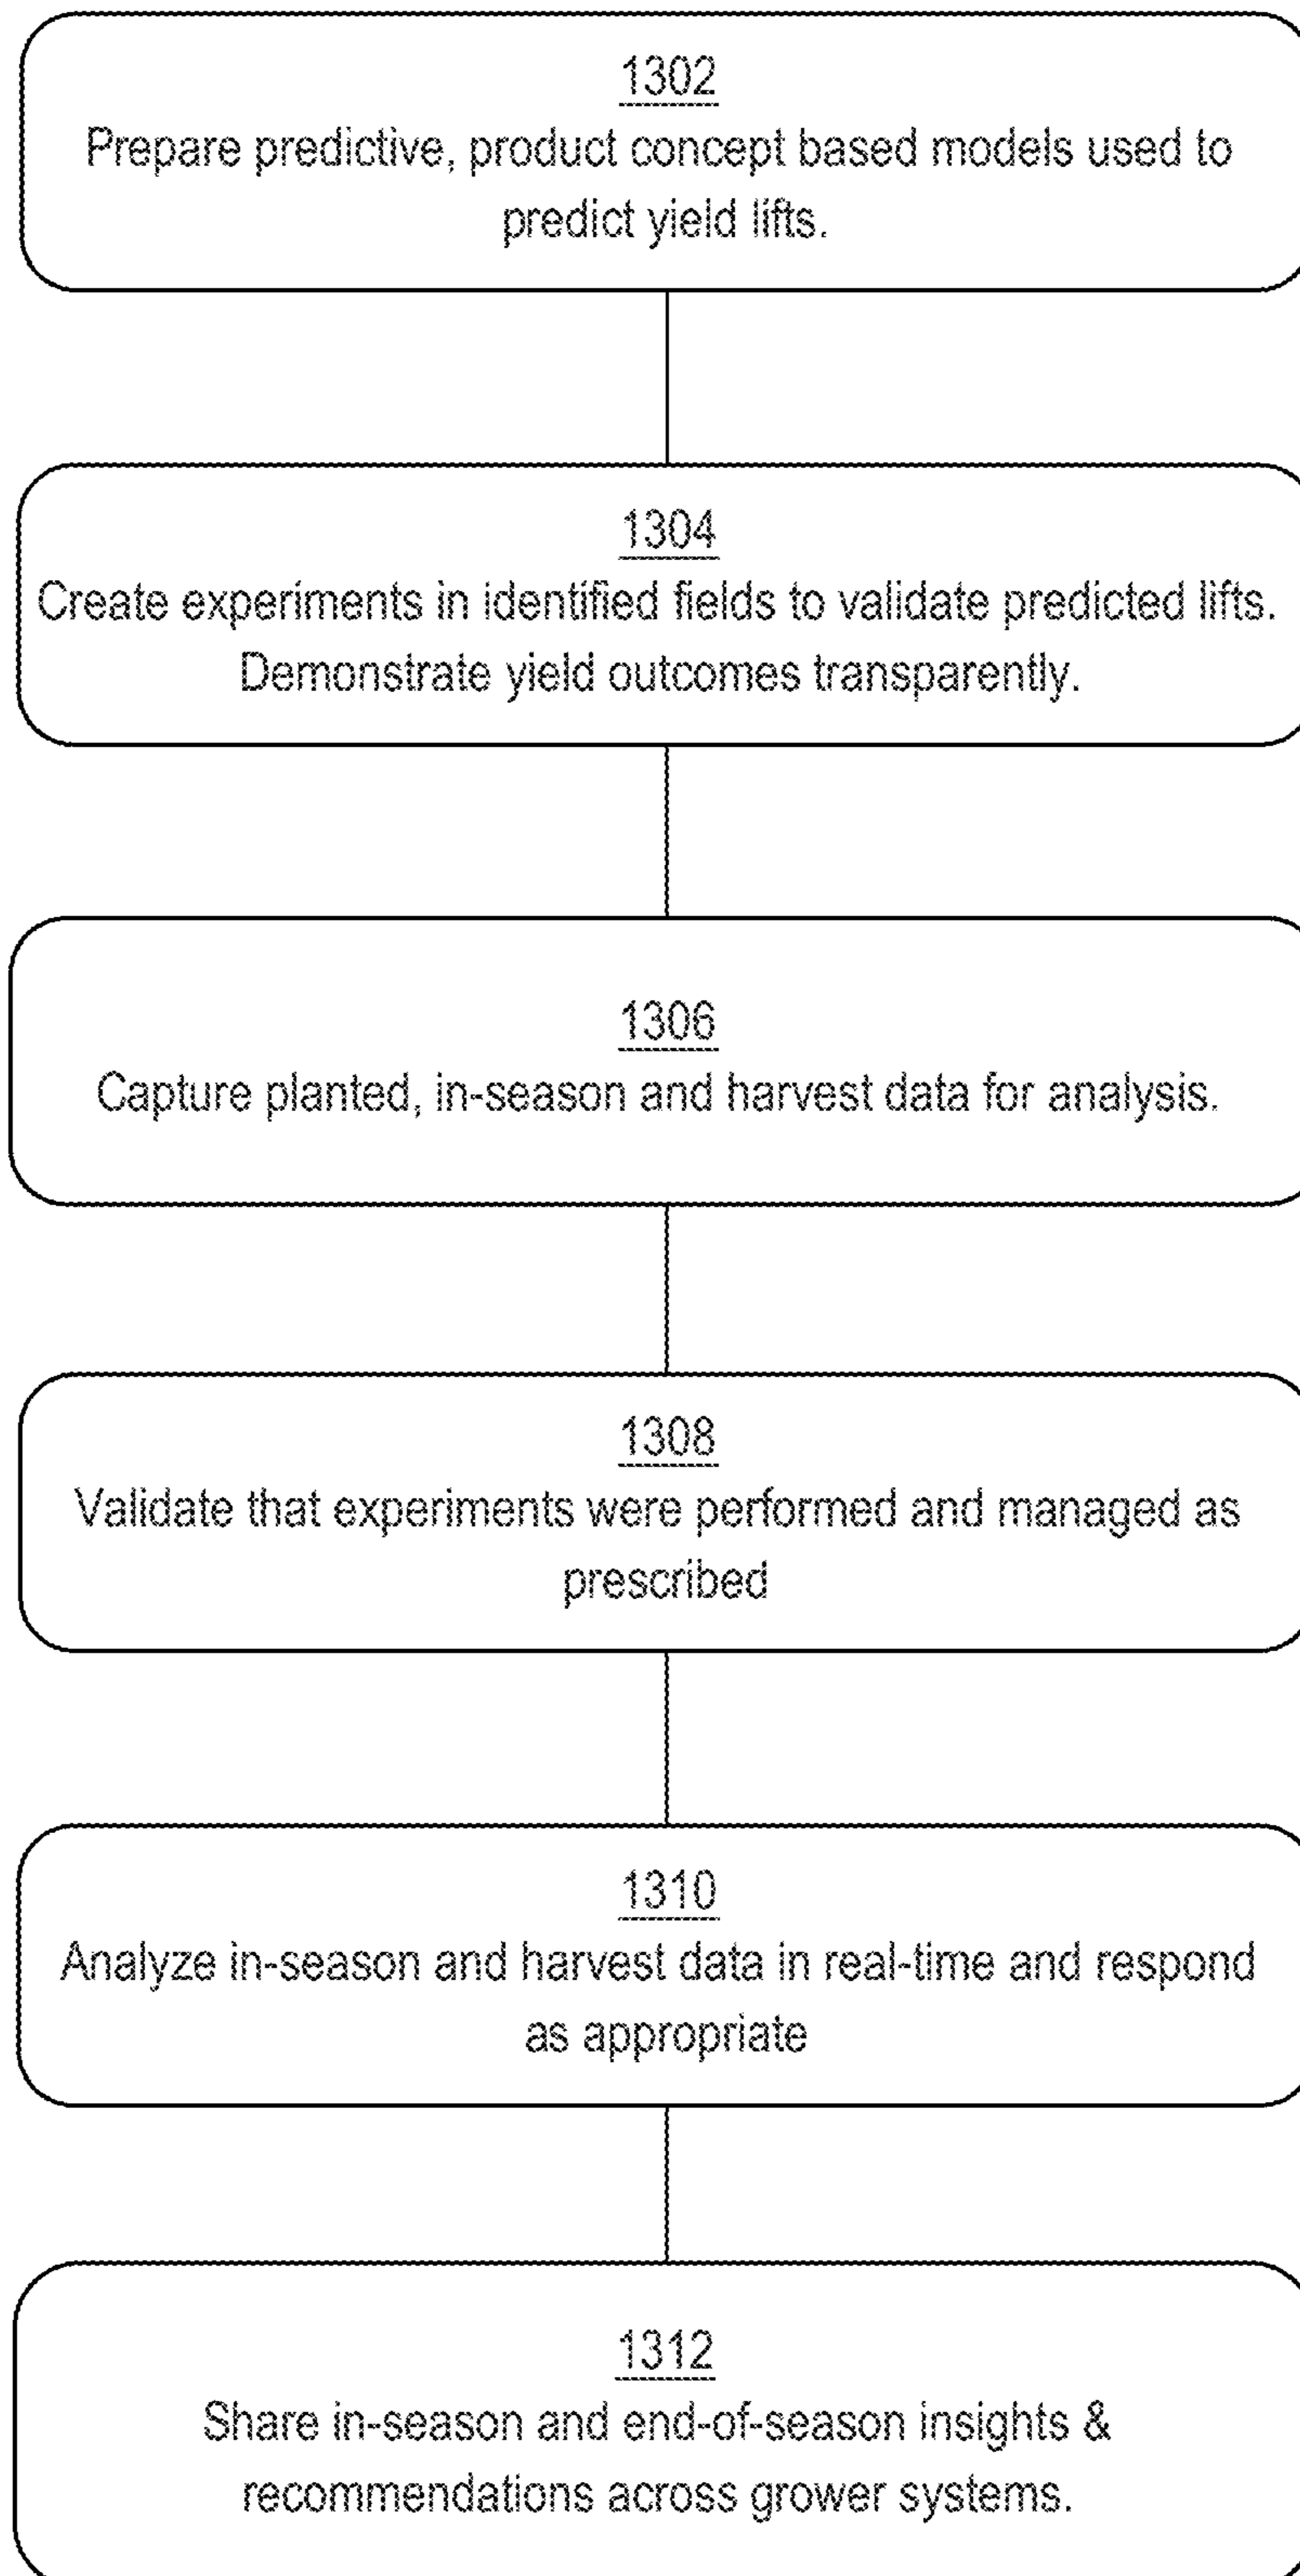 1302
Prepare predictive, product concept based models used to
predict yield lifts.
1304
Create experiments in identified fields to validate predicted lifts.
Demonstrate yield outcomes transparently.
1306
Capture planted, in-season and harvest data for analysis.
1308
Validate that experiments were performed and managed as
prescribed
1310
Analyze in-season and harvest data in real-time and respond
as appropriate
1312
Share in-season and end-of-season insights &
recommendations across grower systems.